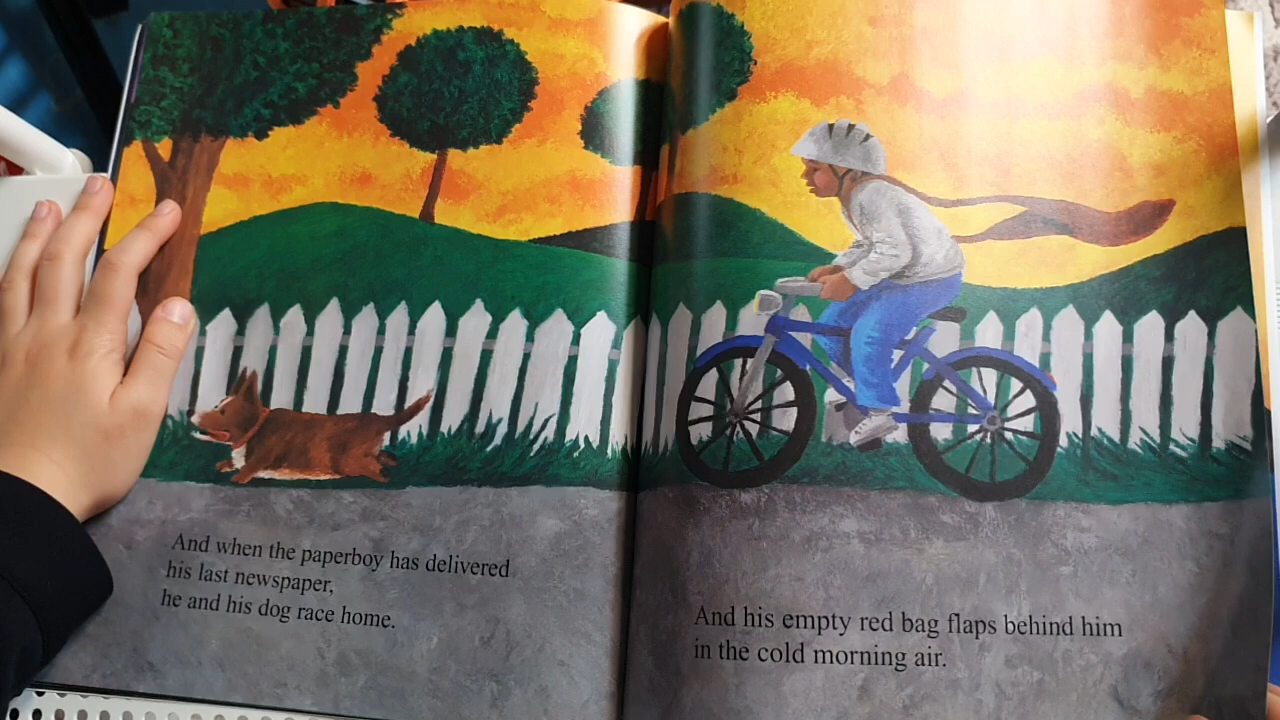 And when the paperboy has delivered
his last newspaper,
he and his dog race home.
And his empty red bag flaps behind him
in the cold morning air.